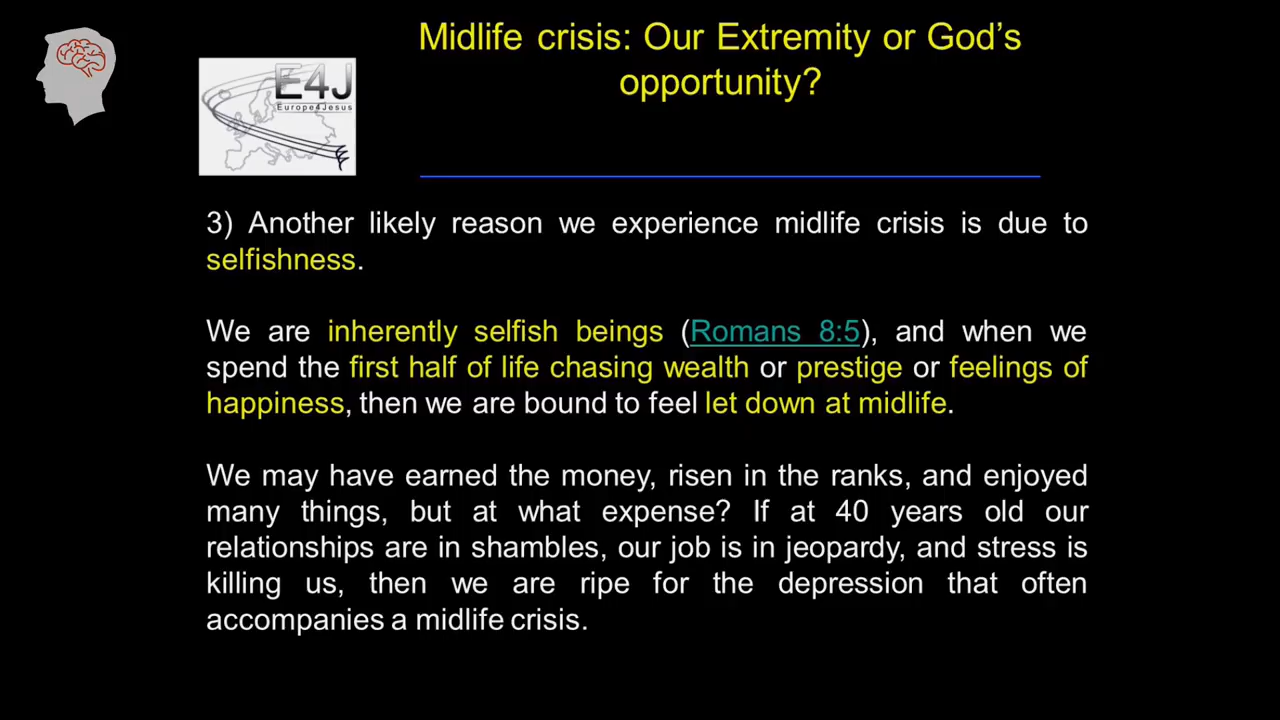 Midlife crisis: Our Extremity or God’s
opportunity?
E4J
Europe4Jesus
3) Another likely reason we experience midlife crisis is due to
selfishness.
We are inherently selfish beings (Romans 8:5), and when we
spend the first half of life chasing wealth or prestige or feelings of
happiness, then we are bound to feel let down at midlife.
We may have earned the money, risen in the ranks, and enjoyed
many things, but at what expense? If at 40 years old our
relationships are in shambles, our job is in jeopardy, and stress is
killing us, then we are ripe for the depression that often
accompanies a midlife crisis.